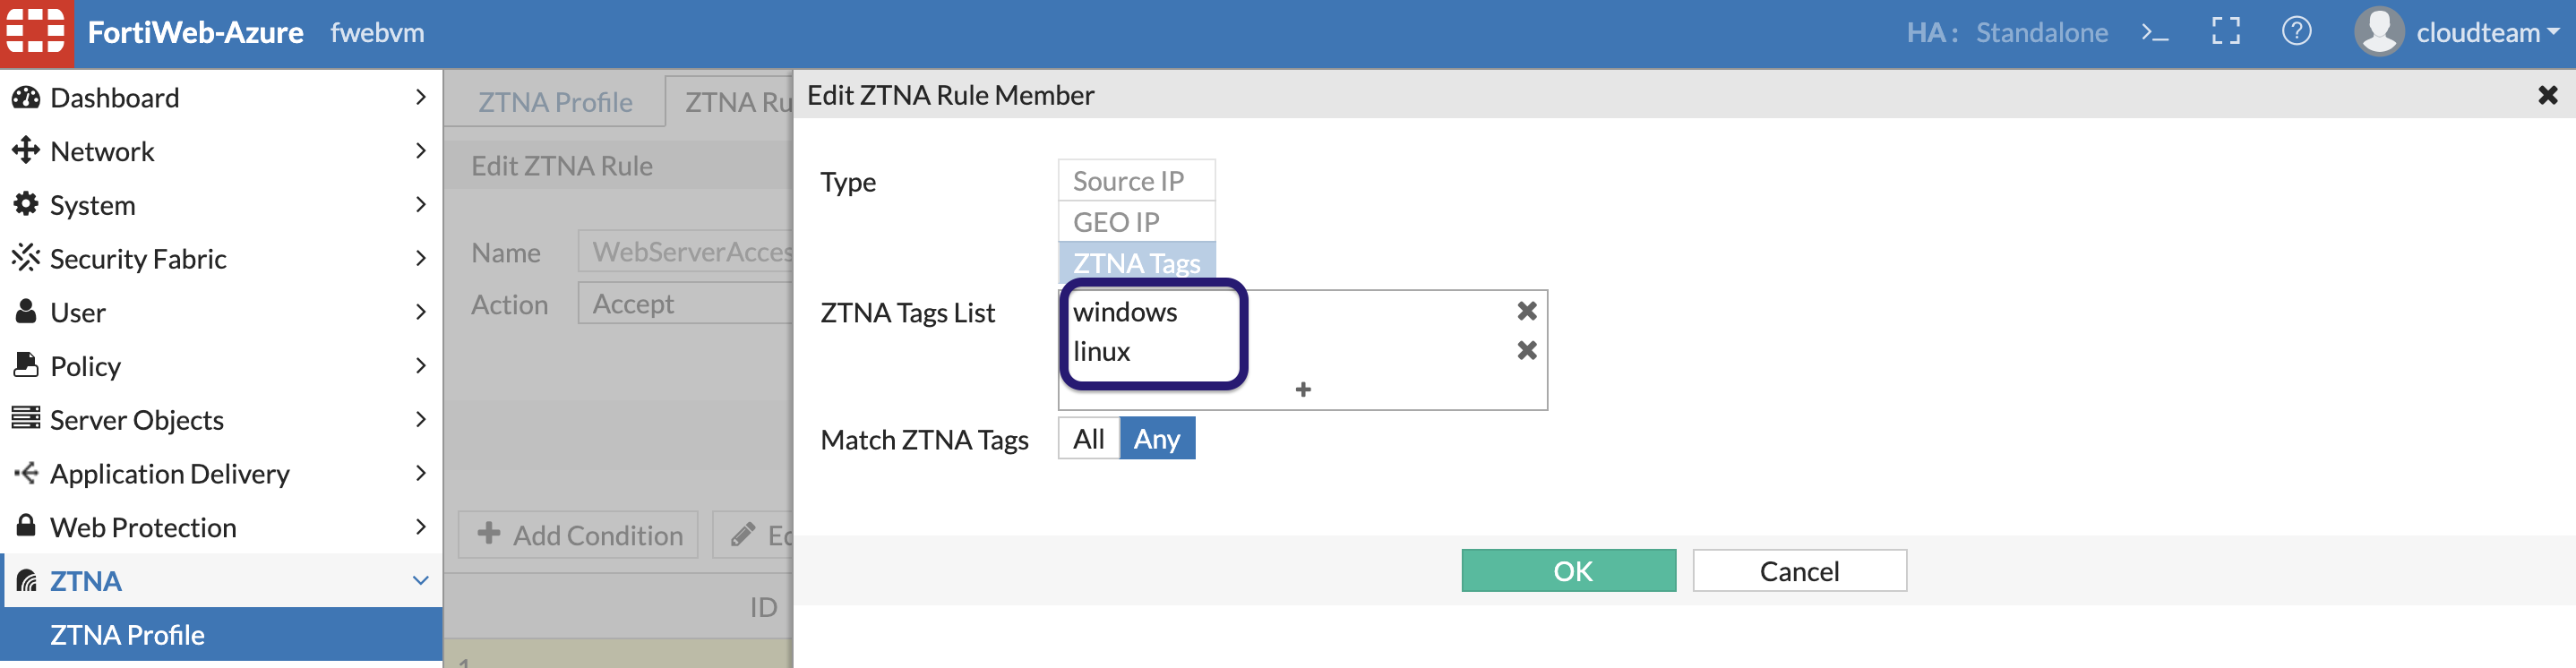 FortiWeb-Azure fwebvm HA: Standalone >_ ? cloudteam
Dashboard
Network
System
Security Fabric
User
Policy
Server Objects
Application Delivery
Web Protection
ZTNA
ZTNA Profile
ZTNA Profile ZTNA Ru
Edit ZTNA Rule
Name WebServerAcces
Action Accept
+ Add Condition Ed
ID
1
Edit ZTNA Rule Member
Type
Source IP
GEO IP
ZTNA Tags
ZTNA Tags List
windows
linux
+
Match ZTNA Tags All Any
OK Cancel